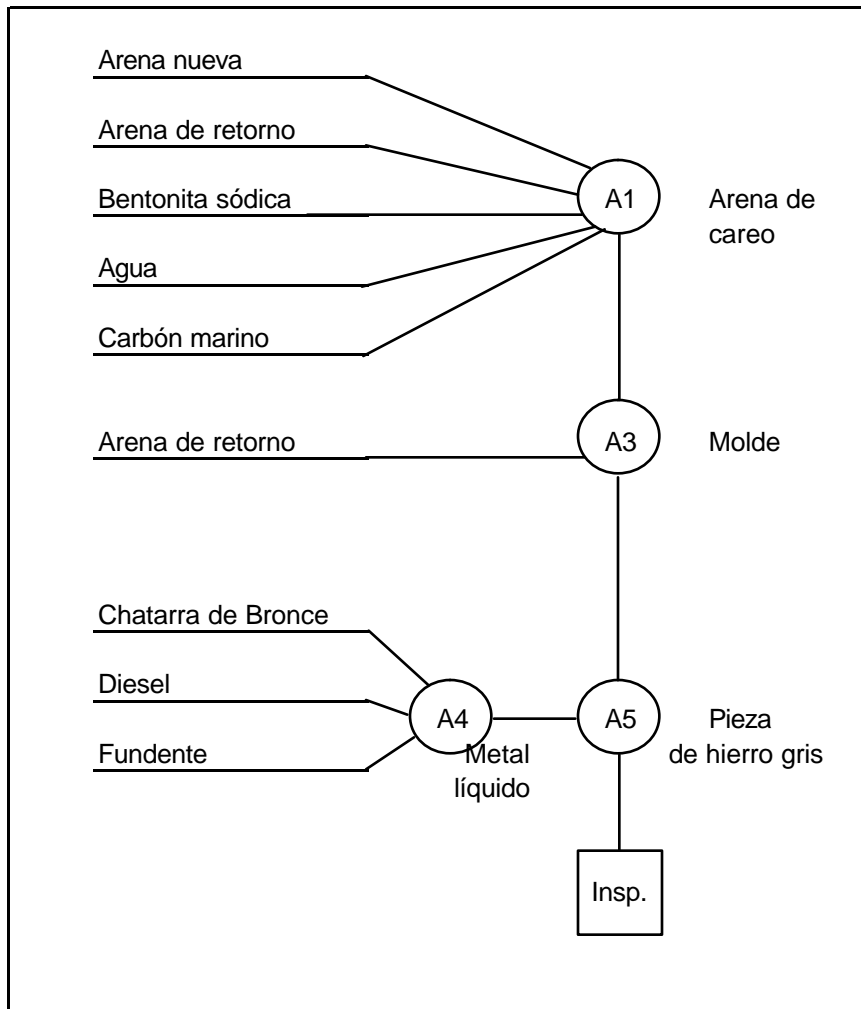 Arena nueva
Arena de retorno
Bentonita sódica
A1
Arena de
careo
Agua
Carbón marino
Arena de retorno
A3
Molde
Chatarra de Bronce
Diesel
A4
A5
Pieza
Fundente
Metal
de hierro gris
líquido
Insp.